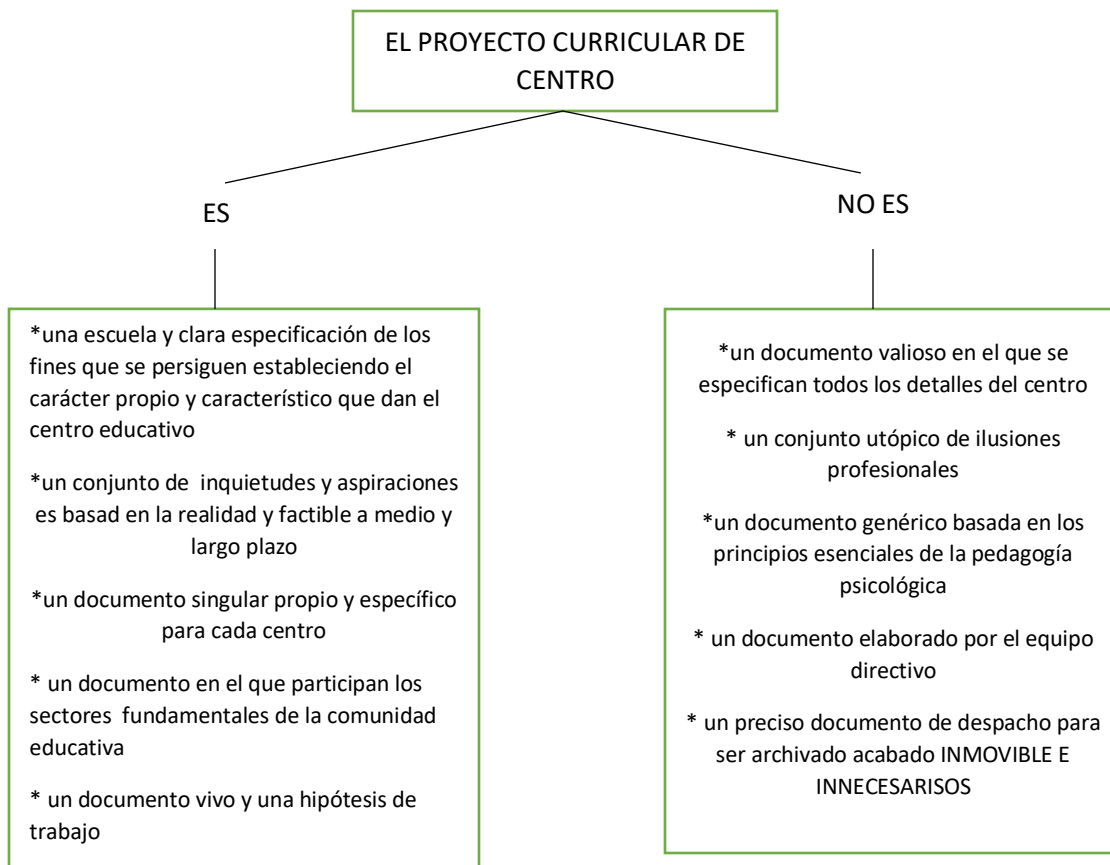 EL PROYECTO CURRICULAR DE
CENTRO
ES
NO ES
*una escuela y clara especificación de los
fines que se persiguen estableciendo el
carácter propio y característico que dan el
centro educativo
*un conjunto de inquietudes y aspiraciones
es basad en la realidad y factible a medio y
largo plazo
*un documento singular propio y específico
para cada centro
* un documento en el que participan los
sectores fundamentales de la comunidad
educativa
* un documento vivo y una hipótesis de
trabajo
*un documento valioso en el que se
especifican todos los detalles del centro
* un conjunto utópico de ilusiones
profesionales
*un documento genérico basada en los
principios esenciales de la pedagogía
psicológica
* un documento elaborado por el equipo
directivo
* un preciso documento de despacho para
ser archivado acabado INMOVIBLE E
INNECESARISOS